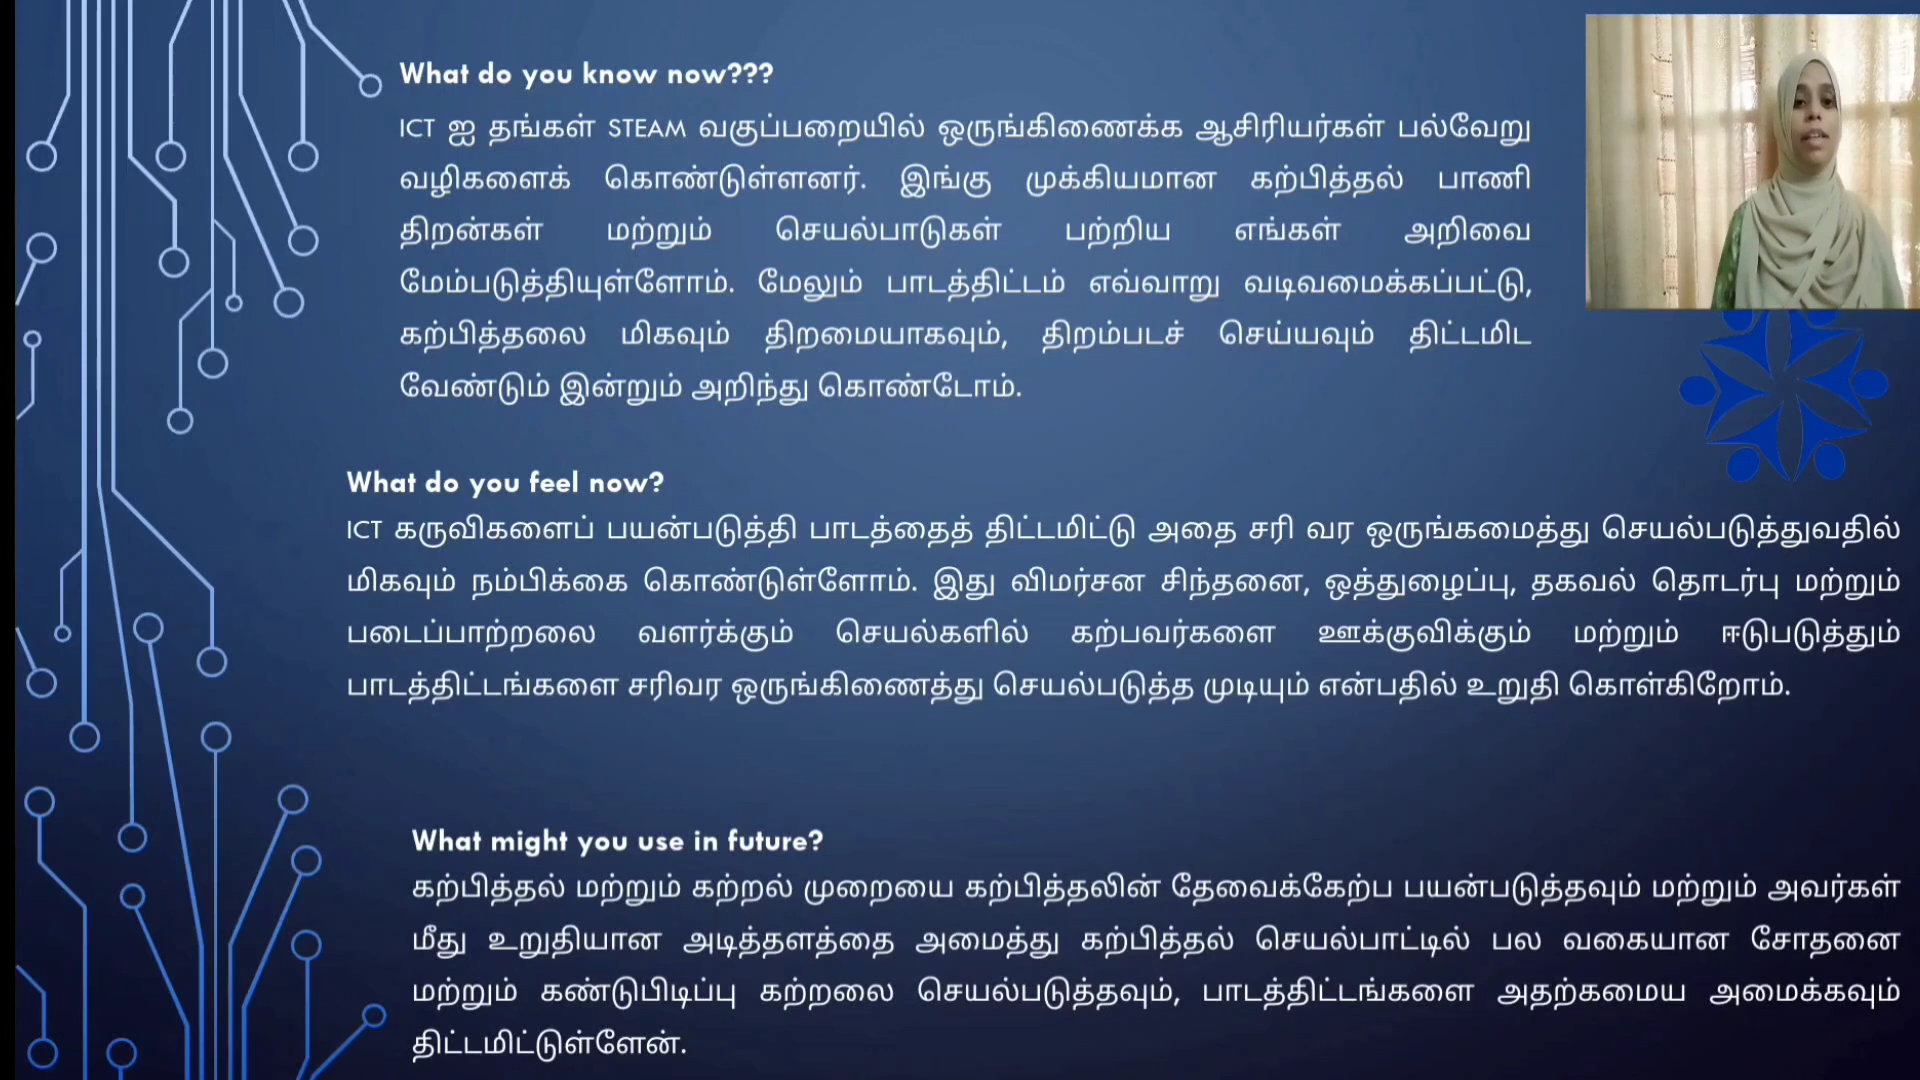 What do you know now???
ICT ஐ தங்கள் STEAM வகுப்பறையில் ஒருங்கிணைக்க ஆசிரியர்கள் பல்வேறு
வழிகளைக் கொண்டுள்ளனர். இங்கு முக்கியமான கற்பித்தல் பாணி
திறன்கள் மற்றும் செயல்பாடுகள் பற்றிய எங்கள் அறிவை
மேம்படுத்தியுள்ளோம். மேலும் பாடத்திட்டம் எவ்வாறு வடிவமைக்கப்பட்டு,
கற்பித்தலை மிகவும் திறமையாகவும், திறம்படச் செய்யவும் திட்டமிட
வேண்டும் இன்றும் அறிந்து கொண்டோம்.
What do you feel now?
ICT கருவிகளைப் பயன்படுத்தி பாடத்தைத் திட்டமிட்டு அதை சரி வர ஒருங்கமைத்து செயல்படுத்துவதில்
மிகவும் நம்பிக்கை கொண்டுள்ளோம். இது விமர்சன சிந்தனை, ஒத்துழைப்பு, தகவல் தொடர்பு மற்றும்
படைப்பாற்றலை வளர்க்கும் செயல்களில் கற்பவர்களை ஊக்குவிக்கும் மற்றும் ஈடுபடுத்தும்
பாடத்திட்டங்களை சரிவர ஒருங்கிணைத்து செயல்படுத்த முடியும் என்பதில் உறுதி கொள்கிறோம்.
What might you use in future?
கற்பித்தல் மற்றும் கற்றல் முறையை கற்பித்தலின் தேவைக்கேற்ப பயன்படுத்தவும் மற்றும் அவர்கள்
மீது உறுதியான அடித்தளத்தை அமைத்து கற்பித்தல் செயல்பாட்டில் பல வகையான சோதனை
மற்றும் கண்டுபிடிப்பு கற்றலை செயல்படுத்தவும், பாடத்திட்டங்களை அதற்கமைய அமைக்கவும்
திட்டமிட்டுள்ளேன்.